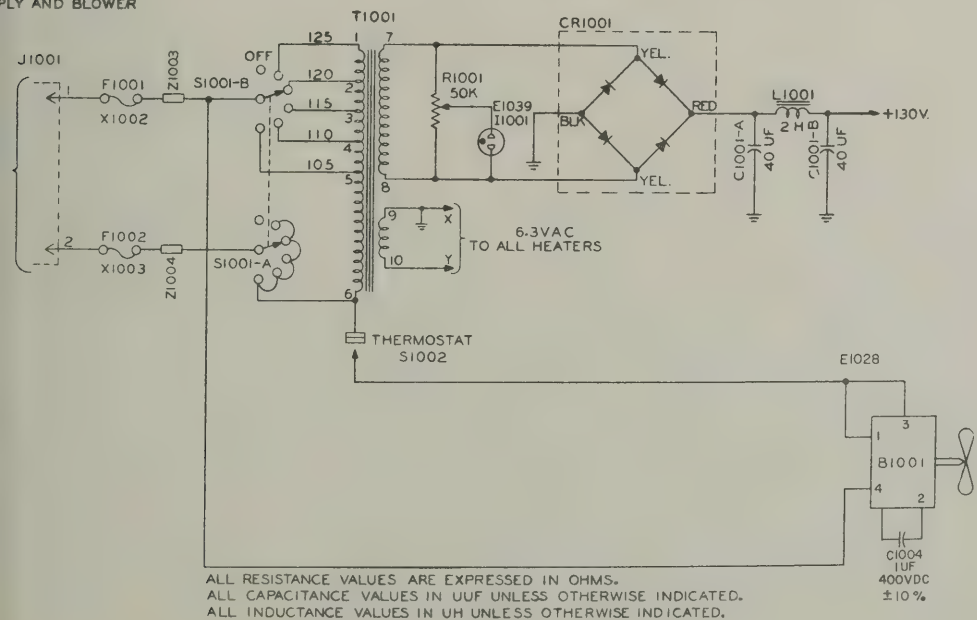 PLY AND BLOWER
J1001
1
F1001
X1002
Z1003
S1001-B
OFF
125
120
115
110
105
T1001
1
2
3
4
5
6
7
8
9
10
R1001
50K
E1039
I1001
CR1001
YEL.
BLK
RED
YEL.
C1001-A
40 UF
L1001
2 H
C1001-B
40 UF
+130V.
2
F1002
X1003
Z1004
S1001-A
X
Y
6.3VAC
TO ALL HEATERS
THERMOSTAT
S1002
E1028
1
3
B1001
4
2
C1004
1UF
400VDC
±10%
ALL RESISTANCE VALUES ARE EXPRESSED IN OHMS.
ALL CAPACITANCE VALUES IN UUF UNLESS OTHERWISE INDICATED.
ALL INDUCTANCE VALUES IN UH UNLESS OTHERWISE INDICATED.